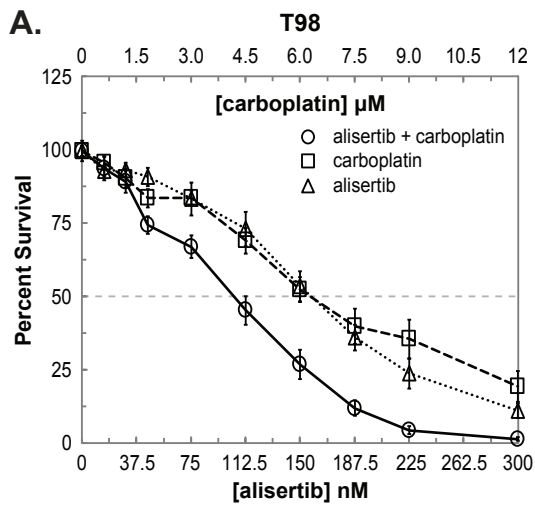 A.
T98
0 1.5 3.0 4.5 6.0 7.5 9.0 10.5 12
[carboplatin] µM
alisertib + carboplatin
carboplatin
alisertib
Percent Survival
125
100
75
50
25
0
0 37.5 75 112.5 150 187.5 225 262.5 300
[alisertib] nM